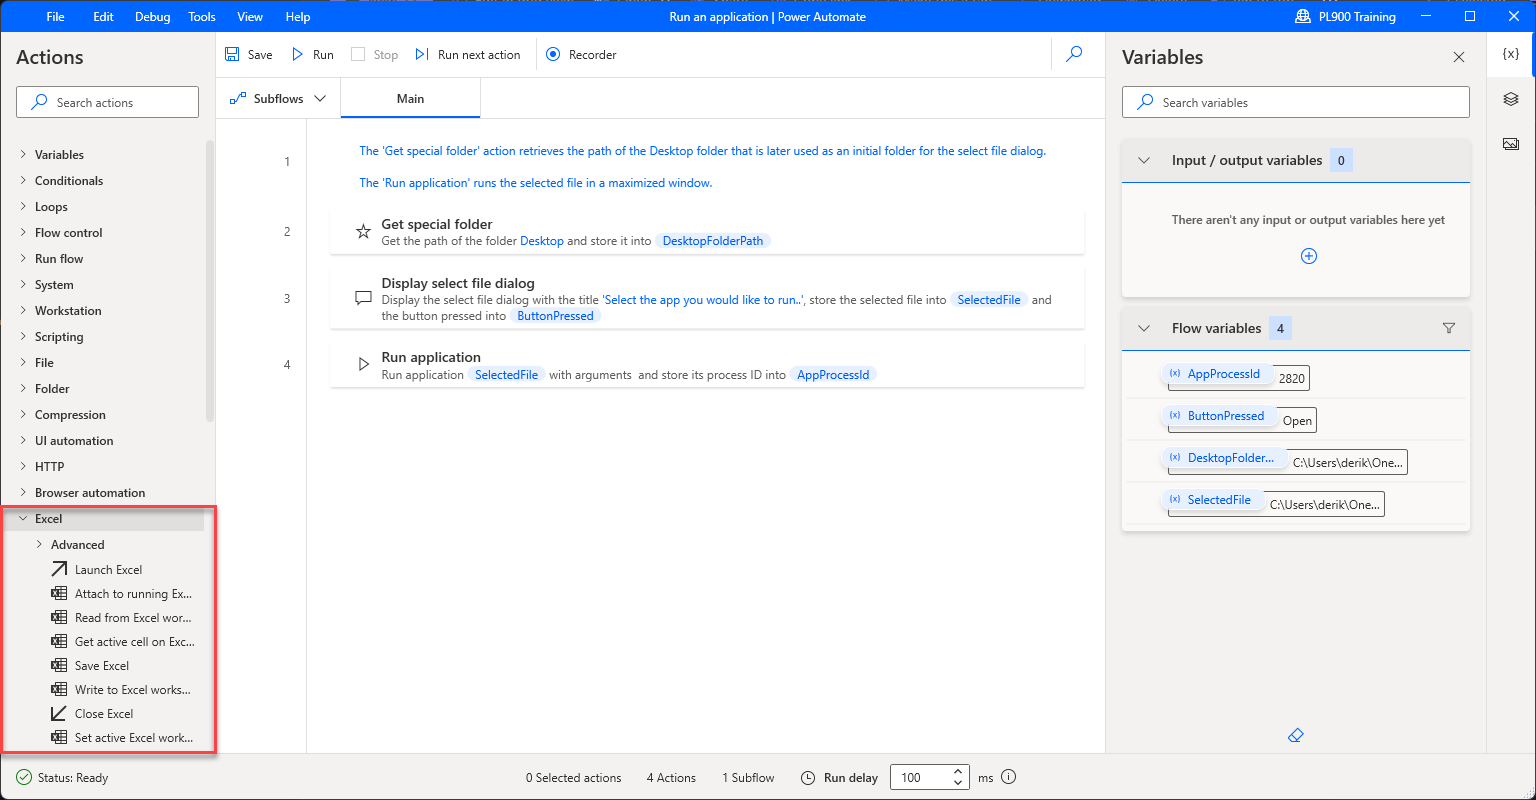 File Edit Debug Tools View Help
Run an application | Power Automate
PL900 Training
Actions
Search actions
Variables
Conditionals
Loops
Flow control
Run flow
System
Workstation
Scripting
File
Folder
Compression
UI automation
HTTP
Browser automation
Excel
Advanced
Launch Excel
Attach to running Ex...
Read from Excel wor...
Get active cell on Exc...
Save Excel
Write to Excel works...
Close Excel
Set active Excel work...
Save Run Stop Run next action Recorder
Subflows Main
1
The 'Get special folder' action retrieves the path of the Desktop folder that is later used as an initial folder for the select file dialog.
The 'Run application' runs the selected file in a maximized window.
2
Get special folder
Get the path of the folder Desktop and store it into DesktopFolderPath
3
Display select file dialog
Display the select file dialog with the title 'Select the app you would like to run..', store the selected file into SelectedFile and
the button pressed into ButtonPressed
4
Run application
Run application SelectedFile with arguments and store its process ID into AppProcessId
Variables
{x}
Search variables
Input / output variables 0
There aren't any input or output variables here yet
Flow variables 4
(x) AppProcessId 2820
(x) ButtonPressed Open
(x) DesktopFolder... C:\Users\derik\One...
(x) SelectedFile C:\Users\derik\One...
Status: Ready
0 Selected actions 4 Actions 1 Subflow Run delay 100 ms